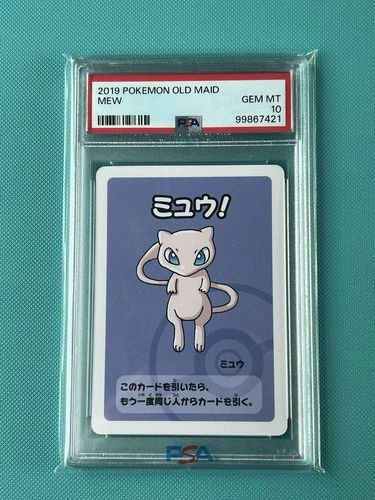 2019 POKEMON OLD MAID
MEW
GEM MT
10
PSA
99867421
ミュウ!
ミュウ
このカードを引いたら、
もう一度同じ人からカードを引く。
PSA